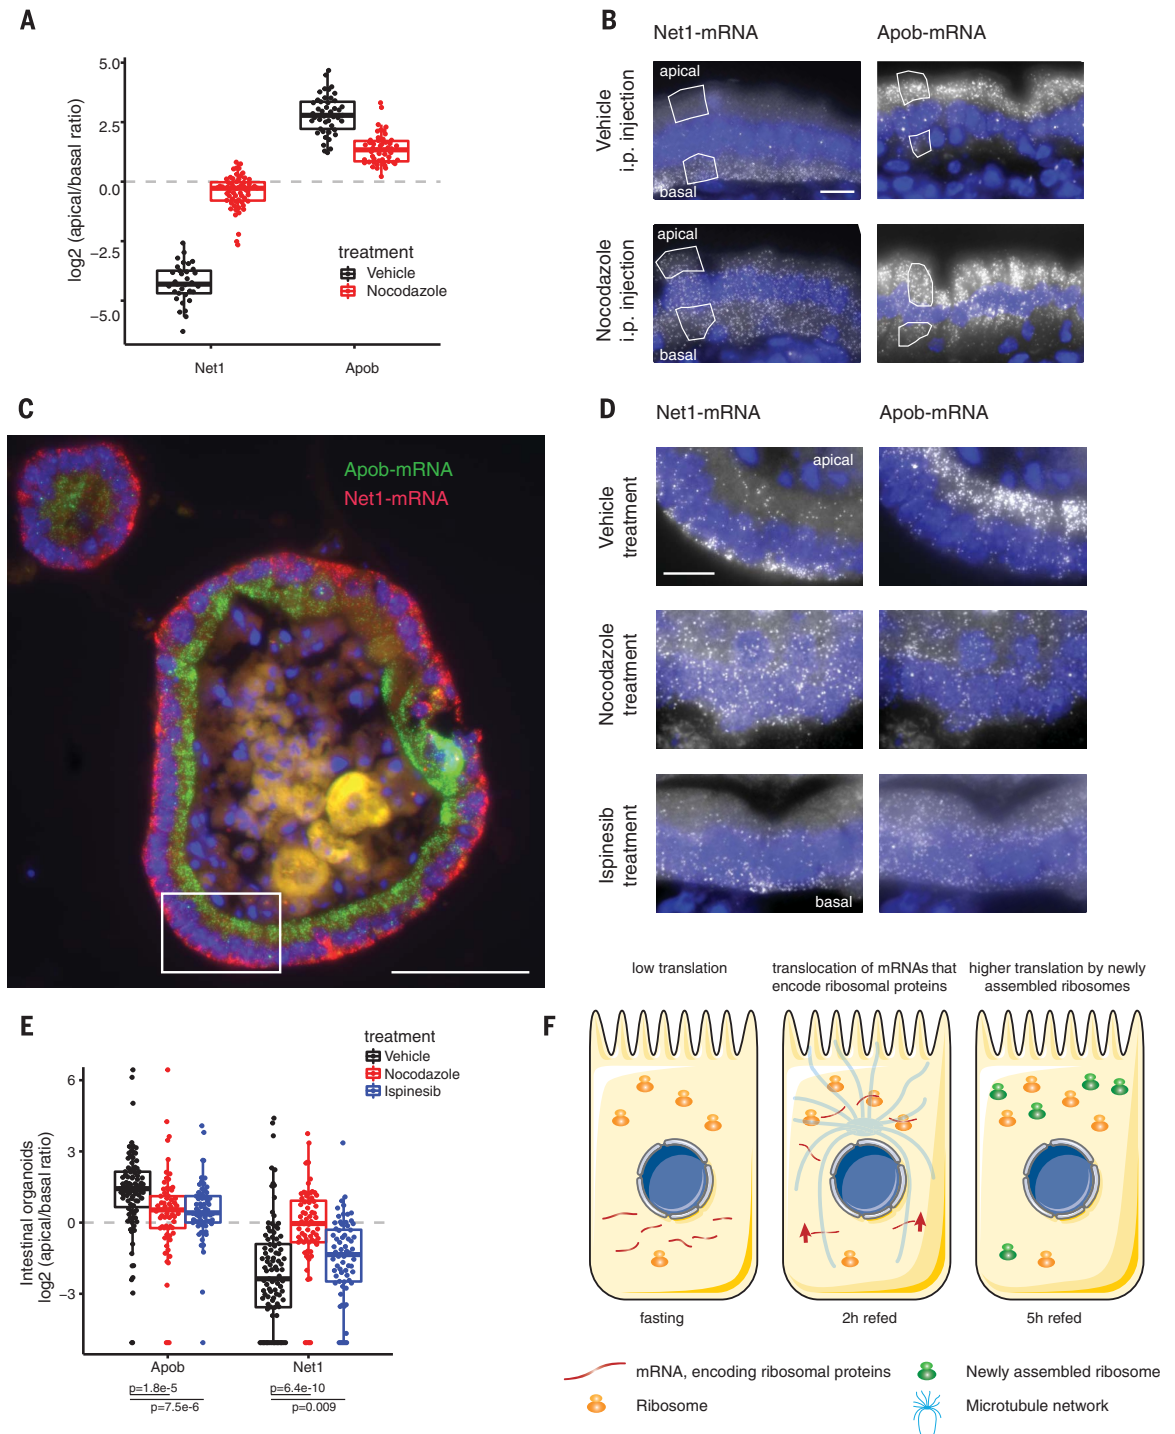 A
5.0
2.5
0.0
−2.5
−5.0
log2 (apical/basal ratio)
treatment
Vehicle
Nocodazole
Net1
Apob
B
Net1-mRNA
Apob-mRNA
Vehicle
i.p. injection
apical
basal
Nocodazole
i.p. injection
apical
basal
C
Apob-mRNA
Net1-mRNA
D
Net1-mRNA
Apob-mRNA
Vehicle
treatment
apical
Nocodazole
treatment
Ispinesib
treatment
basal
E
treatment
Vehicle
Nocodazole
Ispinesib
6
3
0
−3
Intestinal organoids
log2 (apical/basal ratio)
Apob
Net1
p=1.8e-5
p=7.5e-6
p=6.4e-10
p=0.009
F
low translation
translocation of mRNAs that
encode ribosomal proteins
higher translation by newly
assembled ribosomes
fasting
2h refed
5h refed
mRNA, encoding ribosomal proteins
Newly assembled ribosome
Ribosome
Microtubule network